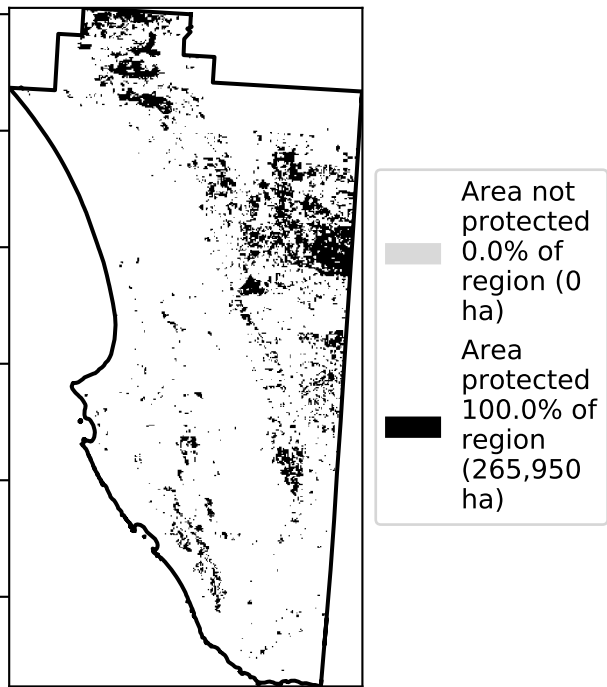 Area not
protected
0.0% of
region (0
ha)
Area
protected
100.0% of
region
(265,950
ha)